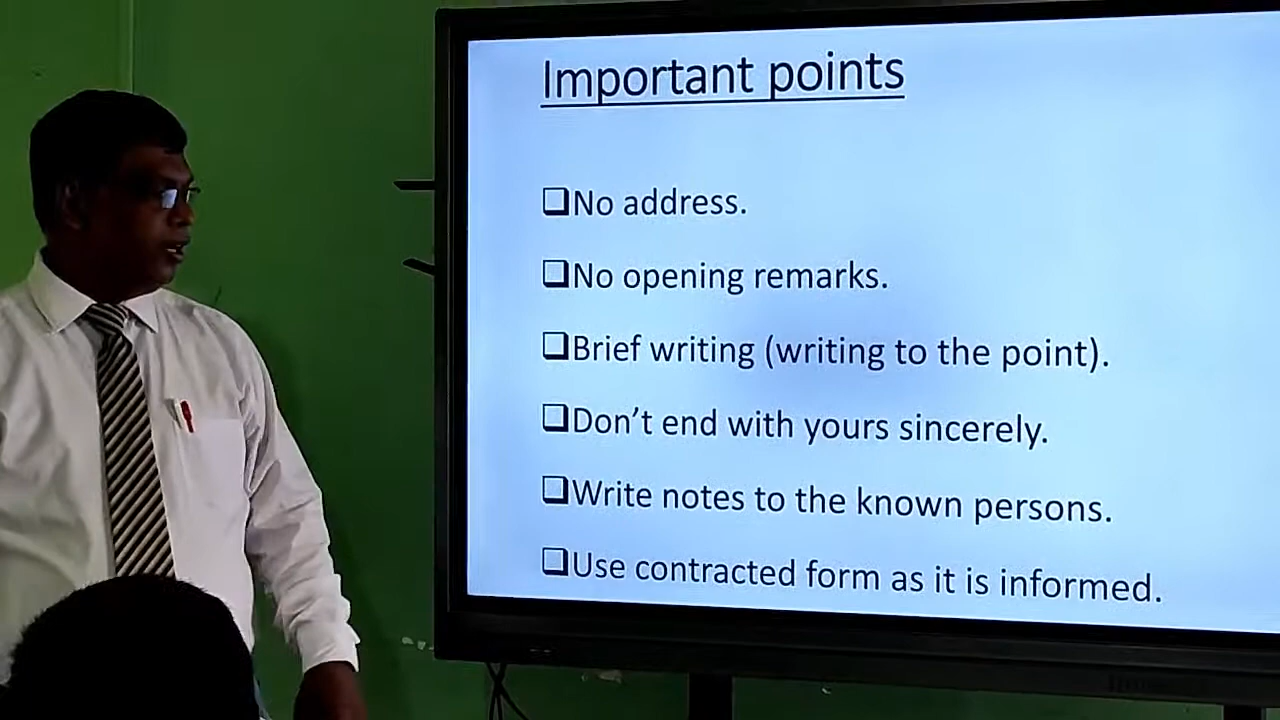 Important points
❑No address.
❑No opening remarks.
❑Brief writing (writing to the point).
❑Don’t end with yours sincerely.
❑Write notes to the known persons.
❑Use contracted form as it is informed.